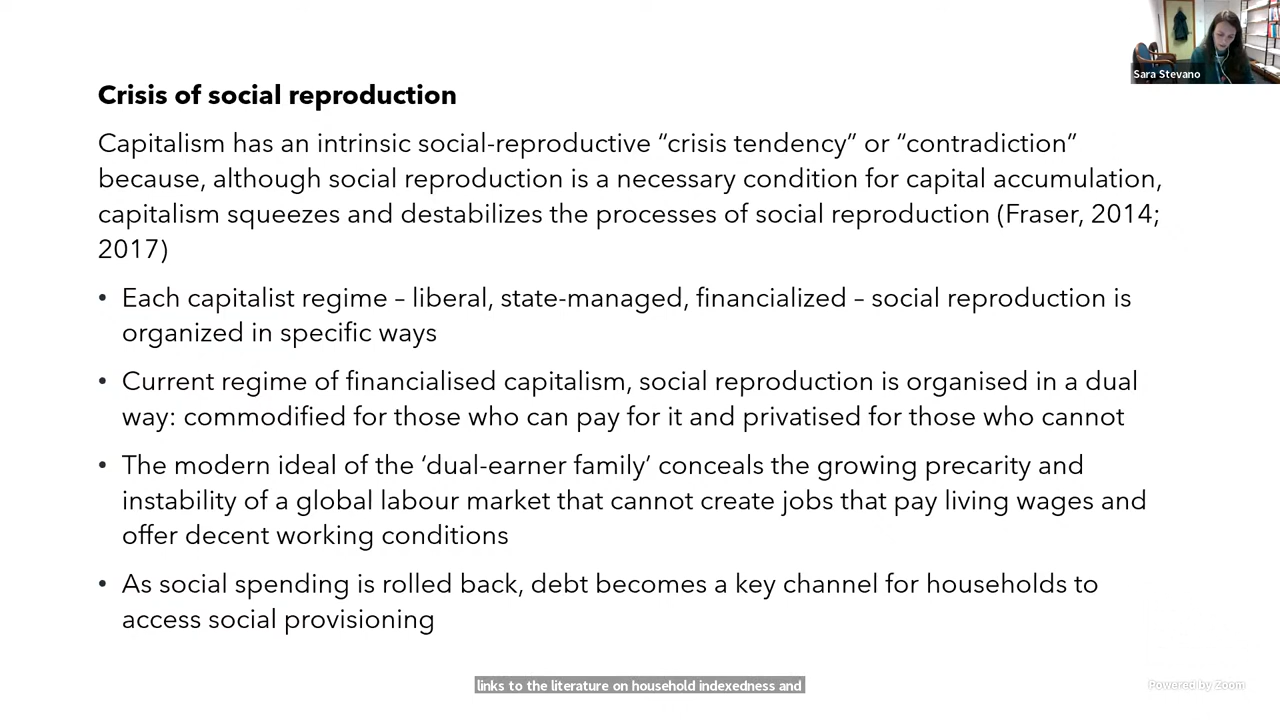 Sara Stevano
Crisis of social reproduction
Capitalism has an intrinsic social-reproductive “crisis tendency” or “contradiction”
because, although social reproduction is a necessary condition for capital accumulation,
capitalism squeezes and destabilizes the processes of social reproduction (Fraser, 2014;
2017)
• Each capitalist regime – liberal, state-managed, financialized – social reproduction is
organized in specific ways
• Current regime of financialised capitalism, social reproduction is organised in a dual
way: commodified for those who can pay for it and privatised for those who cannot
• The modern ideal of the ‘dual-earner family’ conceals the growing precarity and
instability of a global labour market that cannot create jobs that pay living wages and
offer decent working conditions
• As social spending is rolled back, debt becomes a key channel for households to
access social provisioning
links to the literature on household indexedness and
Powered by Zoom